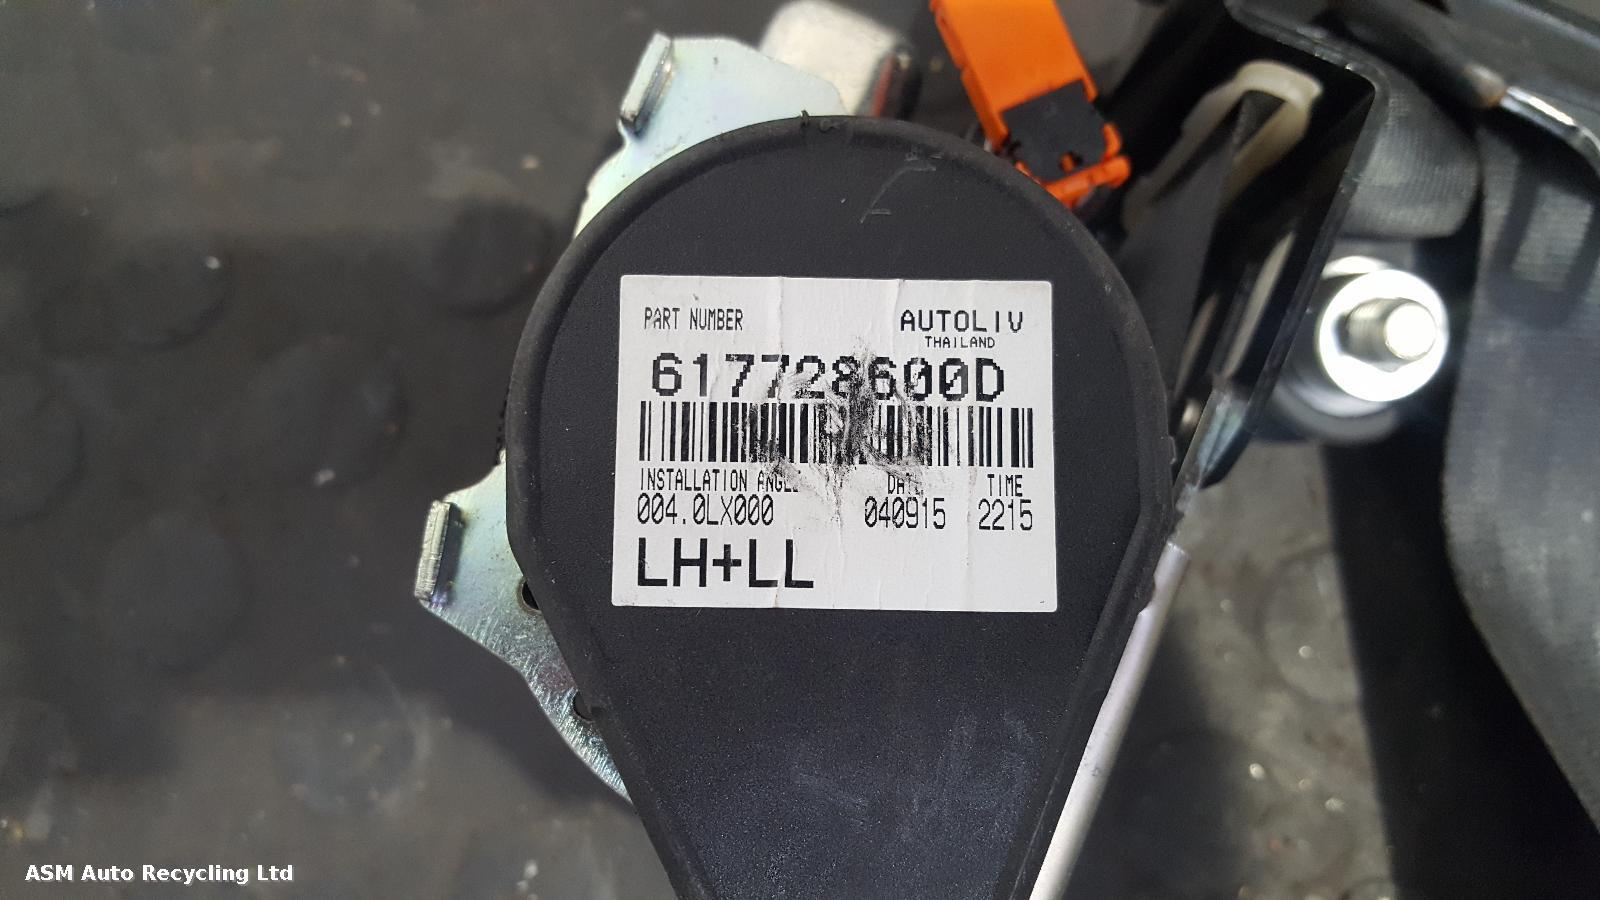 PART NUMBER AUTOLIV
THAILAND
617728600D
INSTALLATION ANGLE DATE TIME
004.0LX000 040915 2215
LH+LL
ASM Auto Recycling Ltd